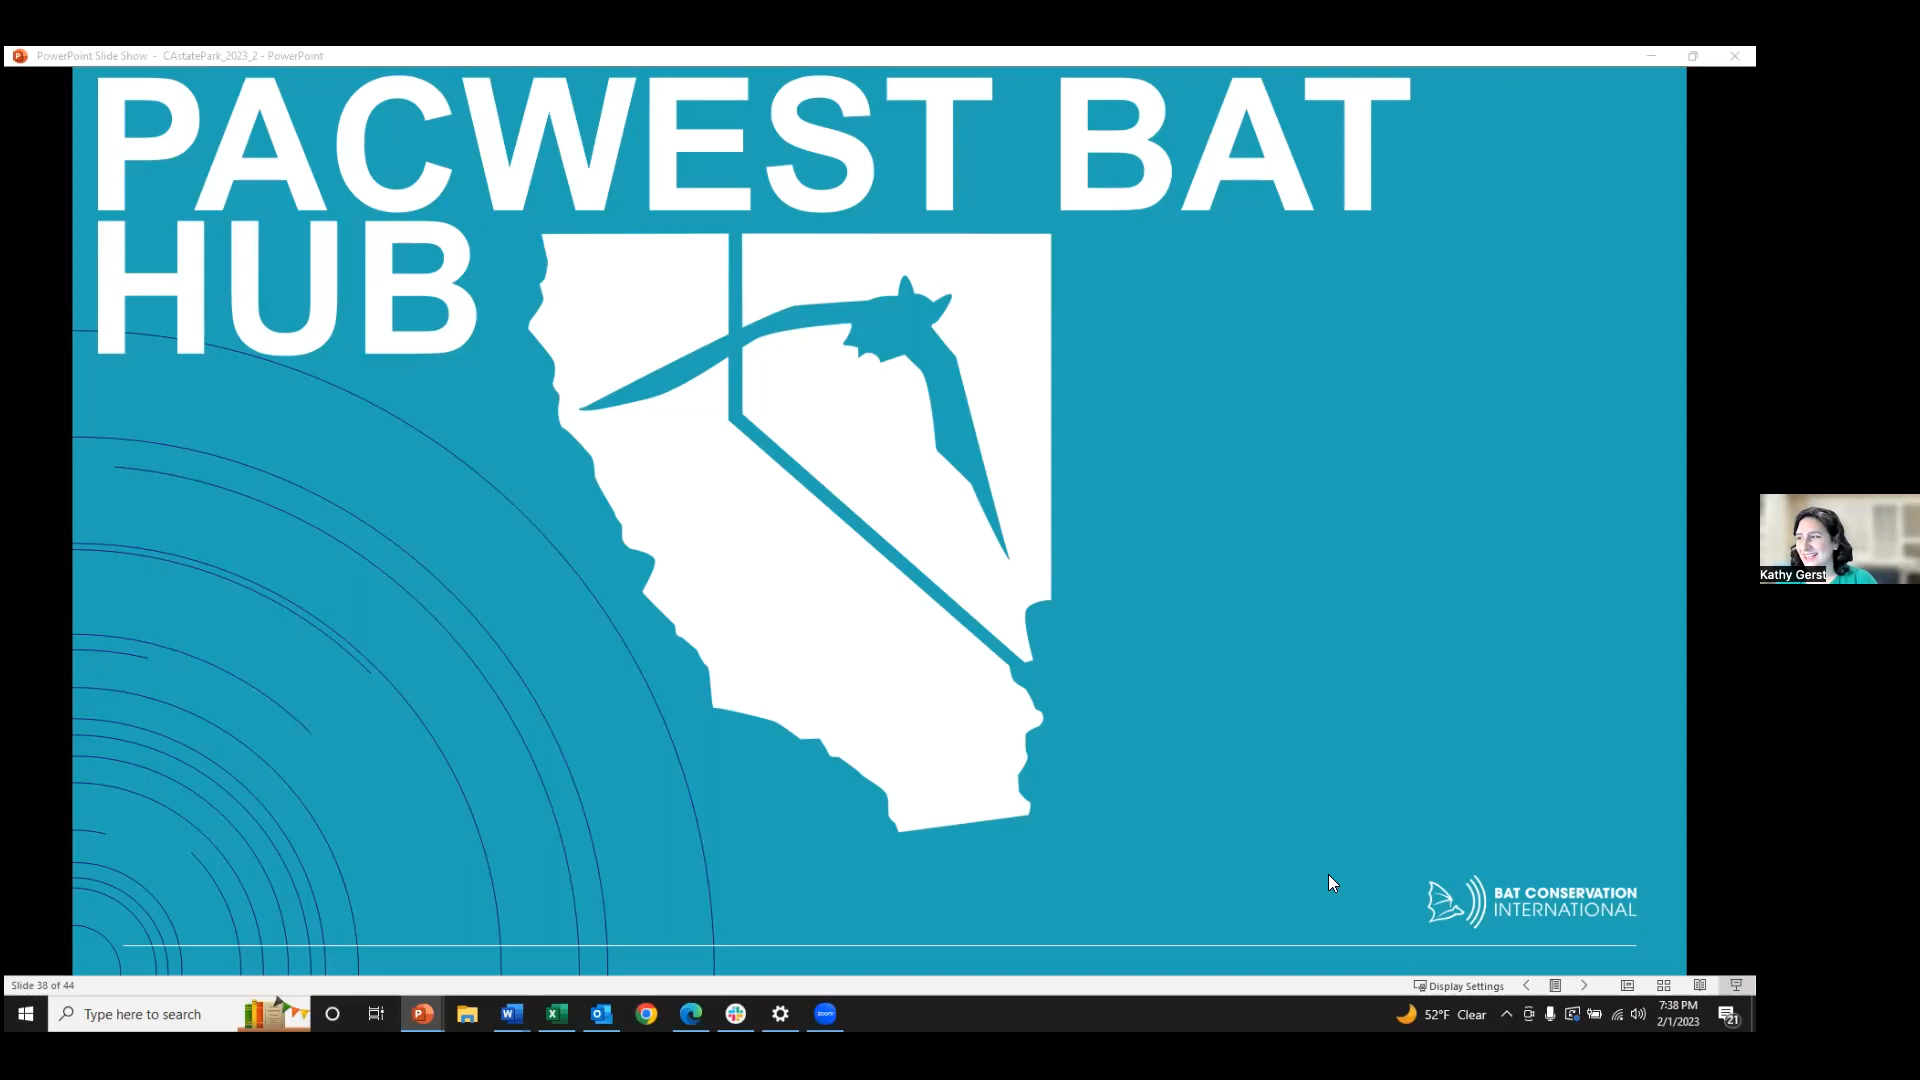 PowerPoint Slide Show - CAstatePark_2023_2 - PowerPoint
PACWEST BAT
HUB
Kathy Gerst
BAT CONSERVATION
INTERNATIONAL
Slide 38 of 44
Display Settings
Type here to search
zoom
52°F Clear
7:38 PM
2/1/2023
21